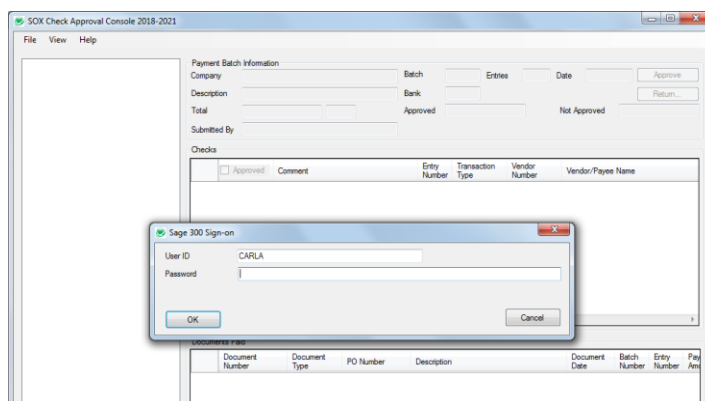 SOX Check Approval Console 2018-2021
File View Help
Payment Batch Information
Company Batch Entries Date Approve
Description Bank Return...
Total Approved Not Approved
Submitted By
Checks
Approved Comment Entry Number Transaction Type Vendor Number Vendor/Payee Name
Sage 300 Sign-on
User ID CARLA
Password
OK Cancel
Documents Paid
Document Number Document Type PO Number Description Document Date Batch Number Entry Number Pay